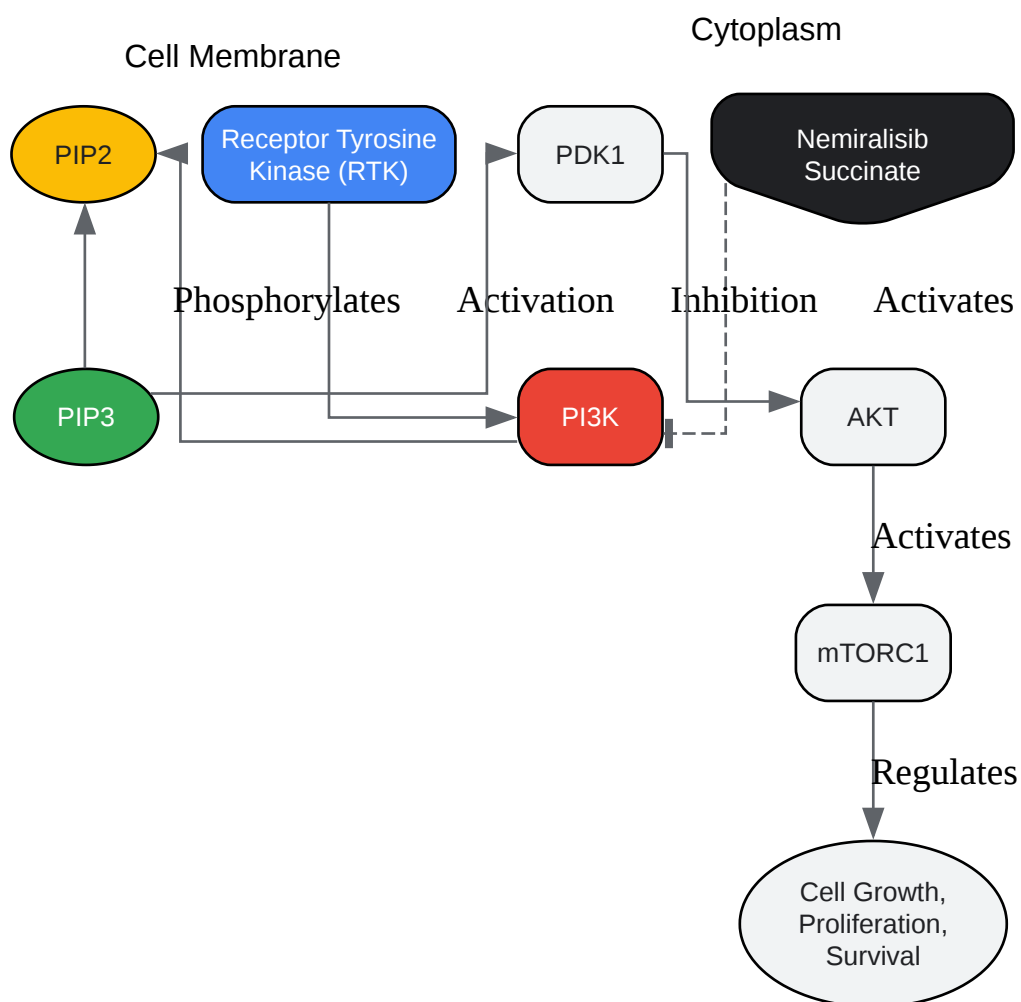 Cytoplasm
Cell Membrane
PIP2
Receptor Tyrosine
Kinase (RTK)
PDK1
Nemiralisib
Succinate
Phosphorylates
Activation
Inhibition
Activates
PIP3
PI3K
AKT
Activates
mTORC1
Regulates
Cell Growth,
Proliferation,
Survival